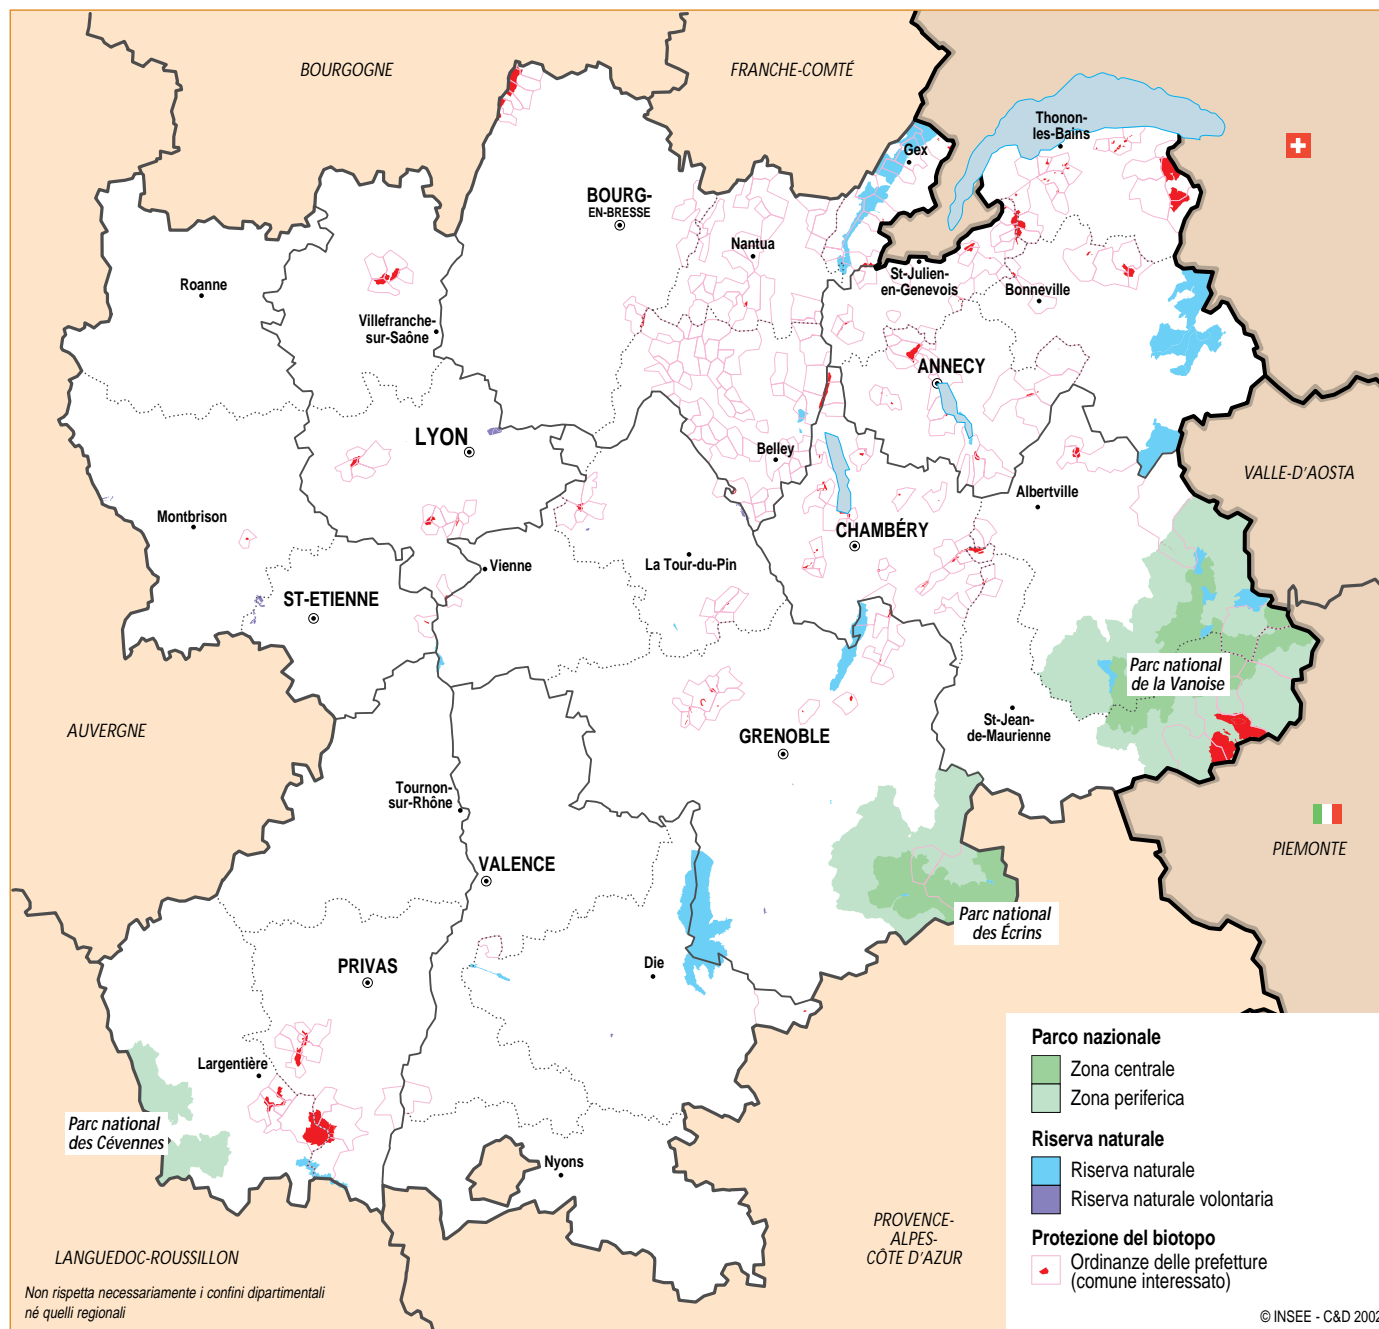 BOURGOGNE
FRANCHE-COMTÉ
Thonon-
les-Bains
Gex
BOURG-
EN-BRESSE
Nantua
St-Julien-
en-Genevois
Bonneville
Roanne
Villefranche-
sur-Saône
ANNECY
LYON
Belley
VALLE-D'AOSTA
Albertville
Montbrison
CHAMBÉRY
Vienne
La Tour-du-Pin
ST-ETIENNE
Parc national
de la Vanoise
AUVERGNE
St-Jean-
de-Maurienne
GRENOBLE
Tournon-
sur-Rhône
PIEMONTE
VALENCE
Parc national
des Écrins
Die
PRIVAS
Largentière
Parc national
des Cévennes
Nyons
PROVENCE-
ALPES-
CÔTE D'AZUR
LANGUEDOC-ROUSSILLON
Non rispetta necessariamente i confini dipartimentali
né quelli regionali
Parco nazionale
Zona centrale
Zona periferica
Riserva naturale
Riserva naturale
Riserva naturale volontaria
Protezione del biotopo
Ordinanze delle prefetture
(comune interessato)
© INSEE - C&D 2002